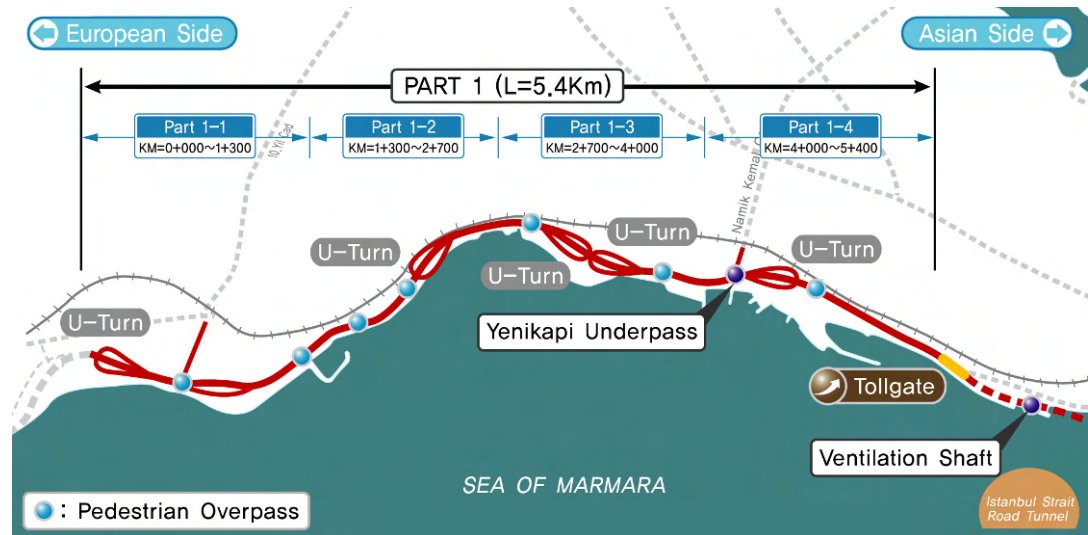 European Side
Asian Side
PART 1 (L=5.4Km)
Part 1-1
KM=0+000~1+300
Part 1-2
KM=1+300~2+700
Part 1-3
KM=2+700~4+000
Part 1-4
KM=4+000~5+400
10.Yıl Cad
Namik Kemal
U-Turn
U-Turn
U-Turn
U-Turn
U-Turn
Yenikapi Underpass
Tollgate
Ventilation Shaft
SEA OF MARMARA
: Pedestrian Overpass
Istanbul Strait
Road Tunnel